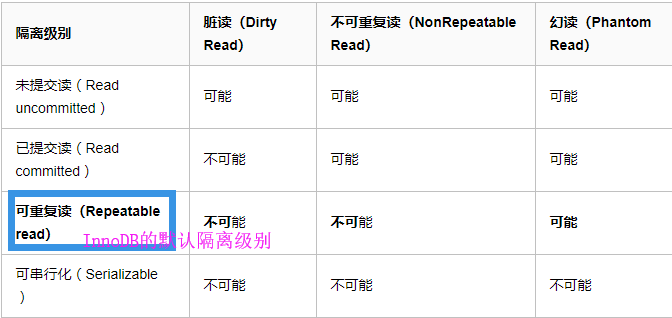 隔离级别
脏读（Dirty
Read）
不可重复读（NonRepeatable
Read）
幻读（Phantom
Read）
未提交读（Read
uncommitted）
可能
可能
可能
已提交读（Read
committed）
不可能
可能
可能
可重复读（Repeatable
read）
InnoDB的默认隔离级别
不可能
不可能
可能
可串行化（Serializable
）
不可能
不可能
不可能